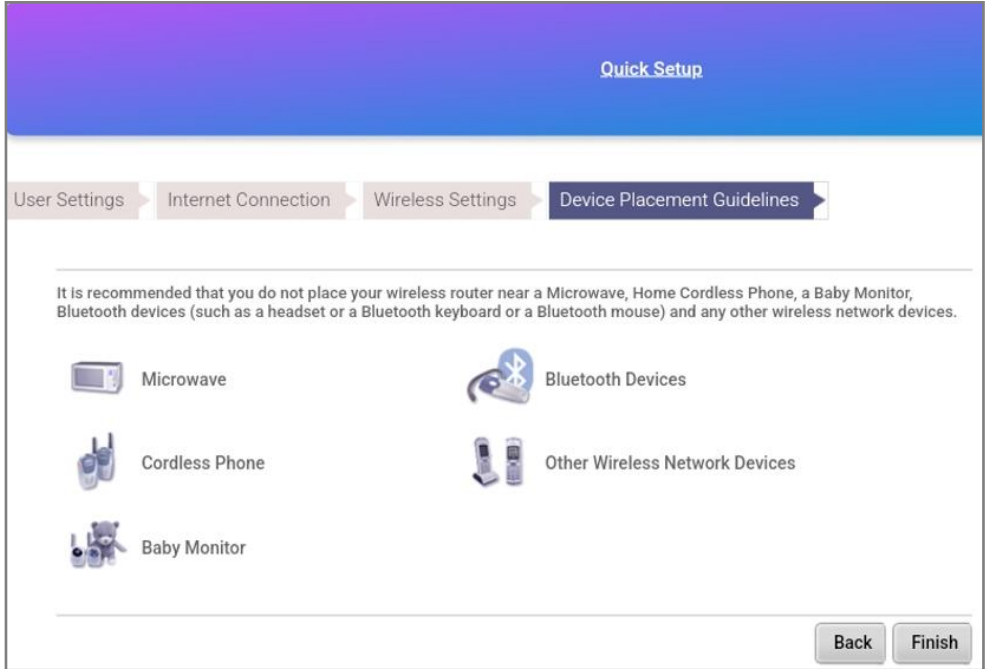 Quick Setup
User Settings
Internet Connection
Wireless Settings
Device Placement Guidelines
It is recommended that you do not place your wireless router near a Microwave, Home Cordless Phone, a Baby Monitor,
Bluetooth devices (such as a headset or a Bluetooth keyboard or a Bluetooth mouse) and any other wireless network devices.
Microwave
Bluetooth Devices
Cordless Phone
Other Wireless Network Devices
Baby Monitor
Back
Finish